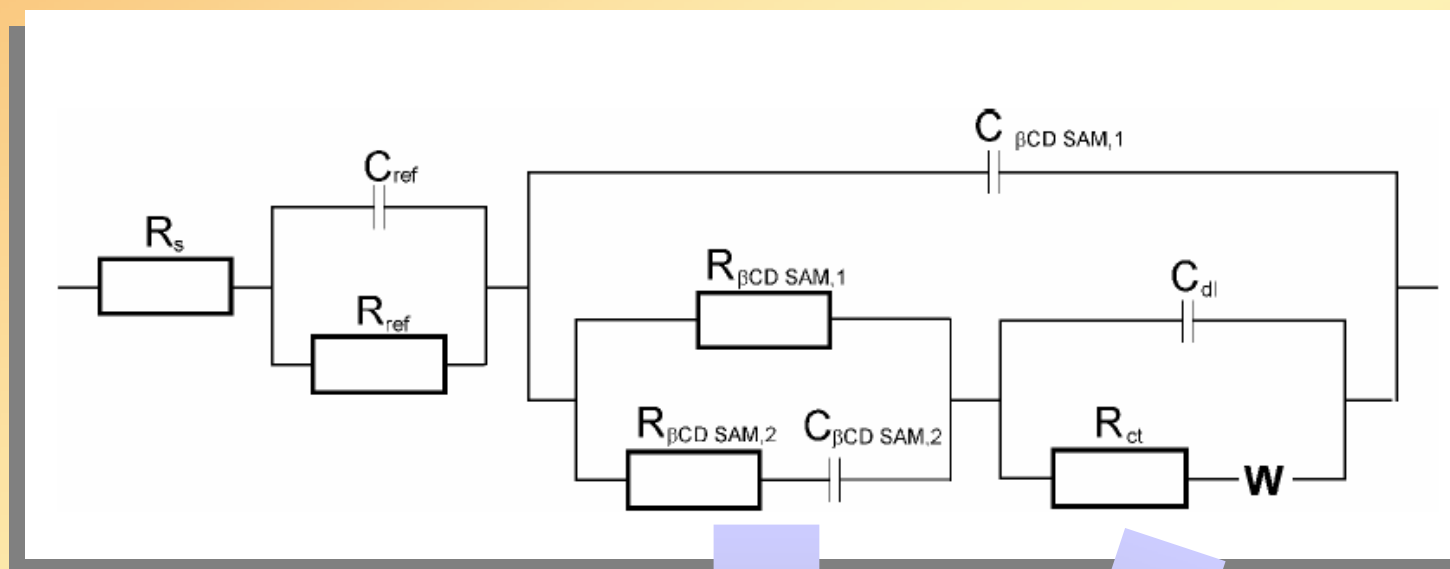 C βCD SAM,1
Cref
Rs
RβCD SAM,1
Cdl
Rref
RβCD SAM,2
CβCD SAM,2
Rct
W